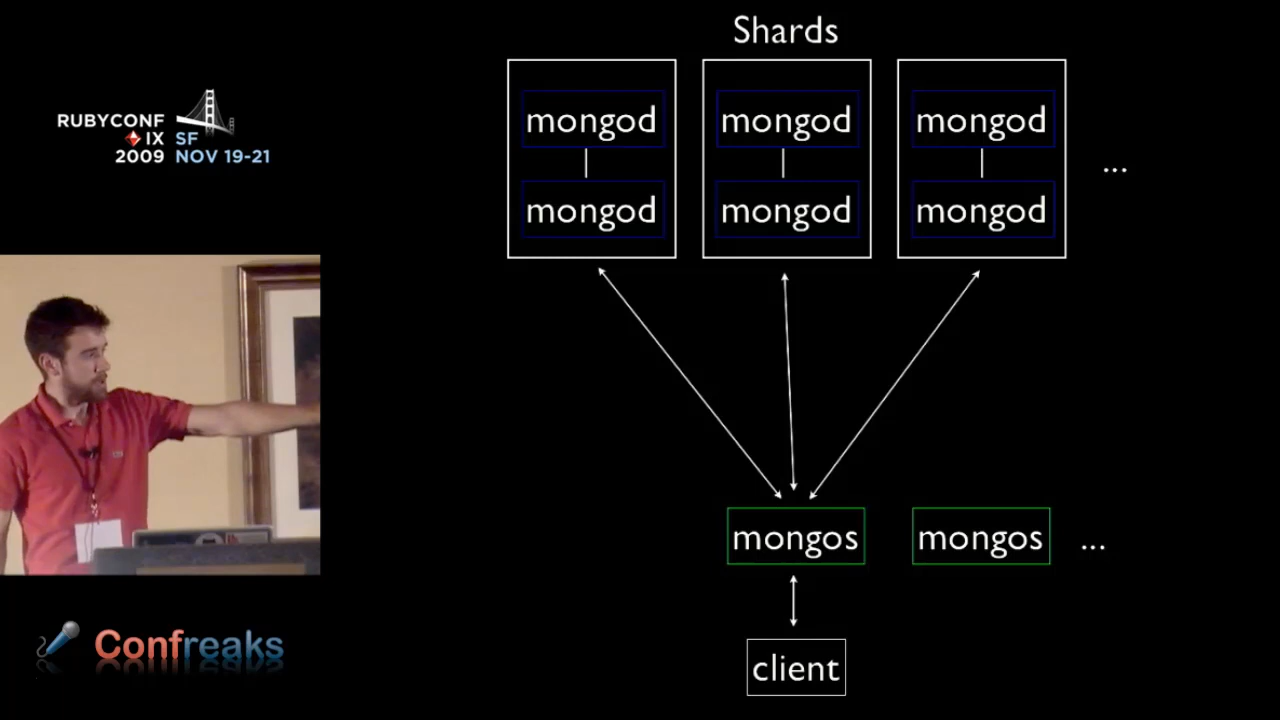 Shards
RUBYCONF
IX SF
2009 NOV 19-21
mongod mongod mongod
...
mongod mongod mongod
mongos mongos ...
client
Confreaks